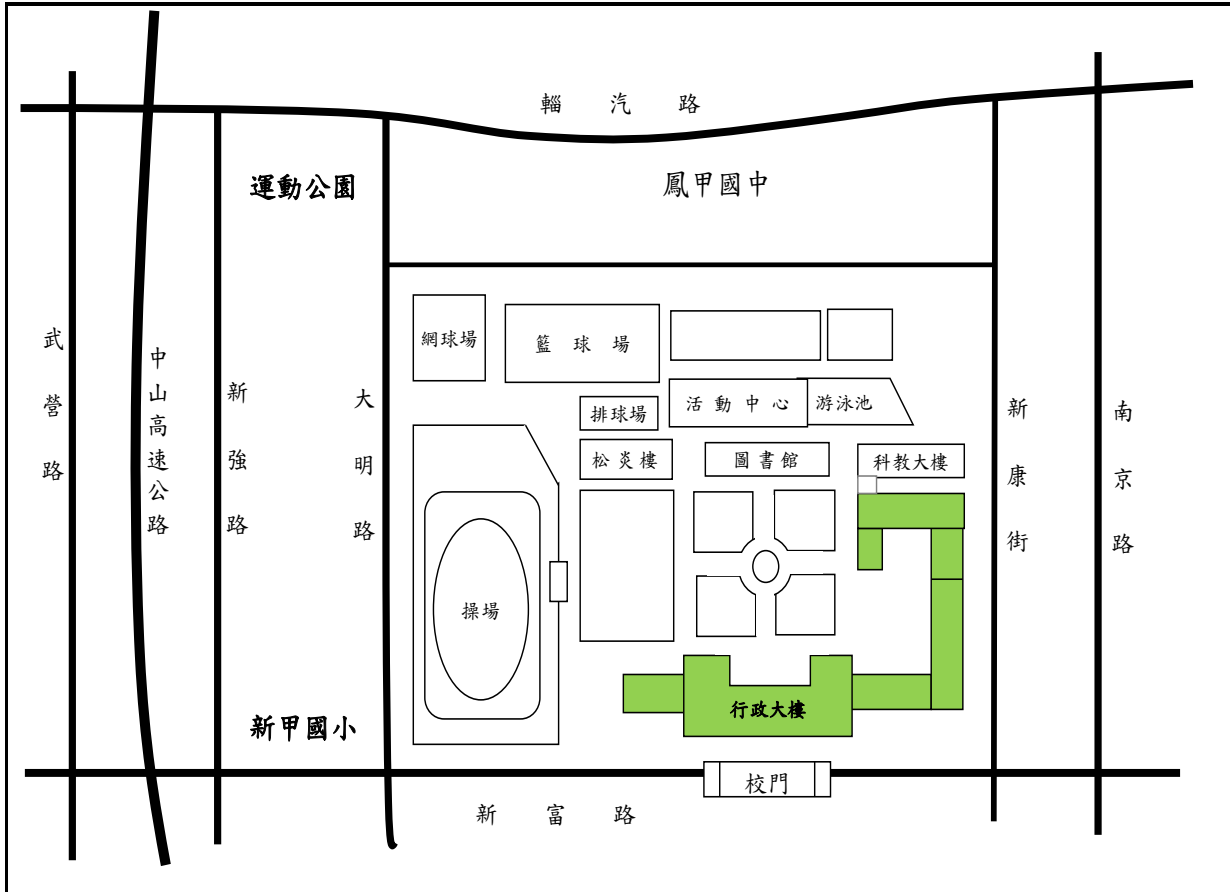 輜汽路
運動公園
鳳甲國中
武營路
中山高速公路
新強路
大明路
網球場
籃球場
排球場
活動中心
游泳池
松炎樓
圖書館
科教大樓
新康街
南京路
操場
行政大樓
新甲國小
校門
新富路